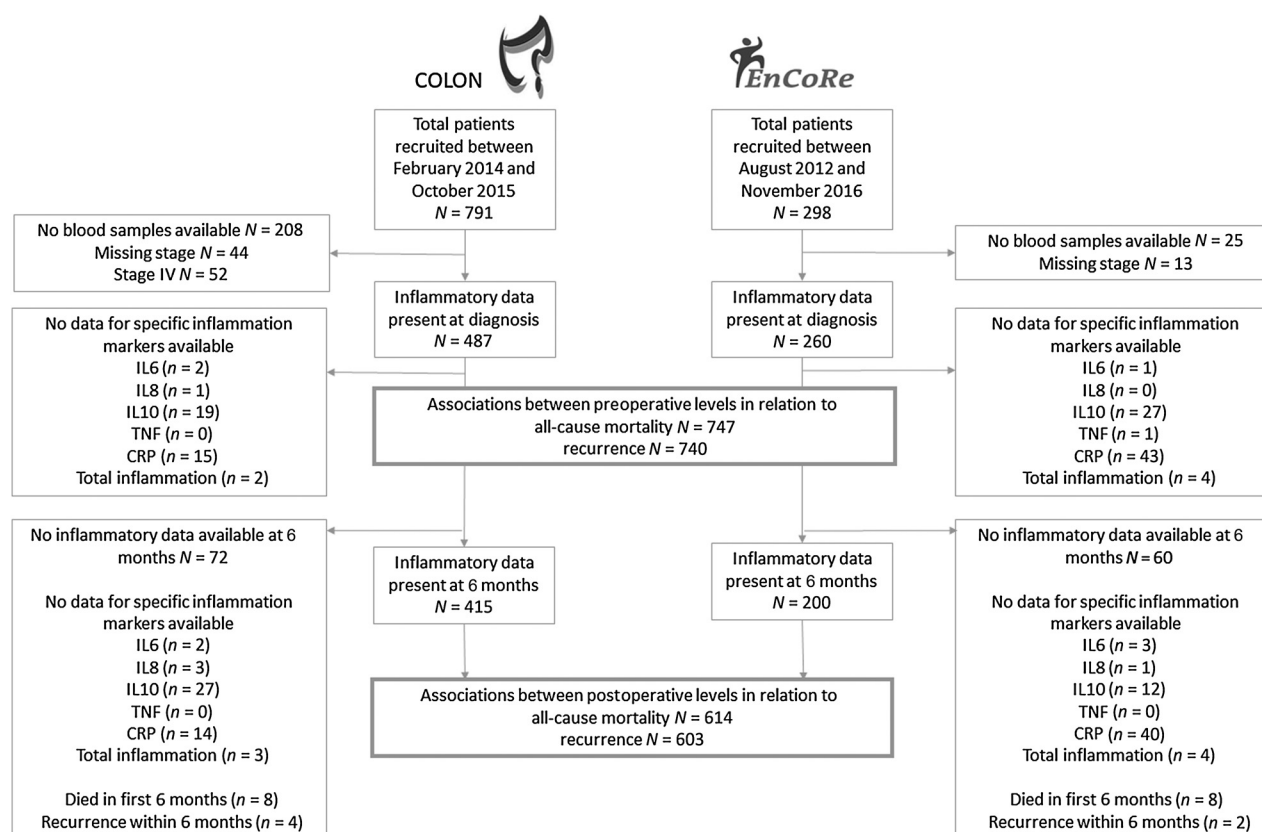 COLON
EnCoRe
Total patients
recruited between
February 2014 and
October 2015
N = 791
Total patients
recruited between
August 2012 and
November 2016
N = 298
No blood samples available N = 208
Missing stage N = 44
Stage IV N = 52
No blood samples available N = 25
Missing stage N = 13
Inflammatory data
present at diagnosis
N = 487
Inflammatory data
present at diagnosis
N = 260
No data for specific inflammation
markers available
IL6 (n = 2)
IL8 (n = 1)
IL10 (n = 19)
TNF (n = 0)
CRP (n = 15)
Total inflammation (n = 2)
No data for specific inflammation
markers available
IL6 (n = 1)
IL8 (n = 0)
IL10 (n = 27)
TNF (n = 1)
CRP (n = 43)
Total inflammation (n = 4)
Associations between preoperative levels in relation to
all-cause mortality N = 747
recurrence N = 740
No inflammatory data available at 6
months N = 72
No data for specific inflammation
markers available
IL6 (n = 2)
IL8 (n = 3)
IL10 (n = 27)
TNF (n = 0)
CRP (n = 14)
Total inflammation (n = 3)
Died in first 6 months (n = 8)
Recurrence within 6 months (n = 4)
Inflammatory data
present at 6 months
N = 415
Inflammatory data
present at 6 months
N = 200
No inflammatory data available at 6
months N = 60
No data for specific inflammation
markers available
IL6 (n = 3)
IL8 (n = 1)
IL10 (n = 12)
TNF (n = 0)
CRP (n = 40)
Total inflammation (n = 4)
Died in first 6 months (n = 8)
Recurrence within 6 months (n = 2)
Associations between postoperative levels in relation to
all-cause mortality N = 614
recurrence N = 603